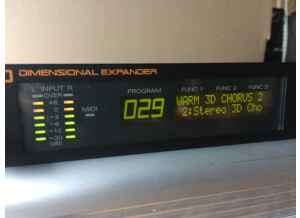 DIMENSIONAL EXPANDER
L INPUT R
OVER
+6
0
-3
-6
-10
-20
(dB)
MIDI
PROGRAM
029
FUNC 1 FUNC 2 FUNC 3
WARM 3D CHORUS 2
2:Stereo 3D Cho